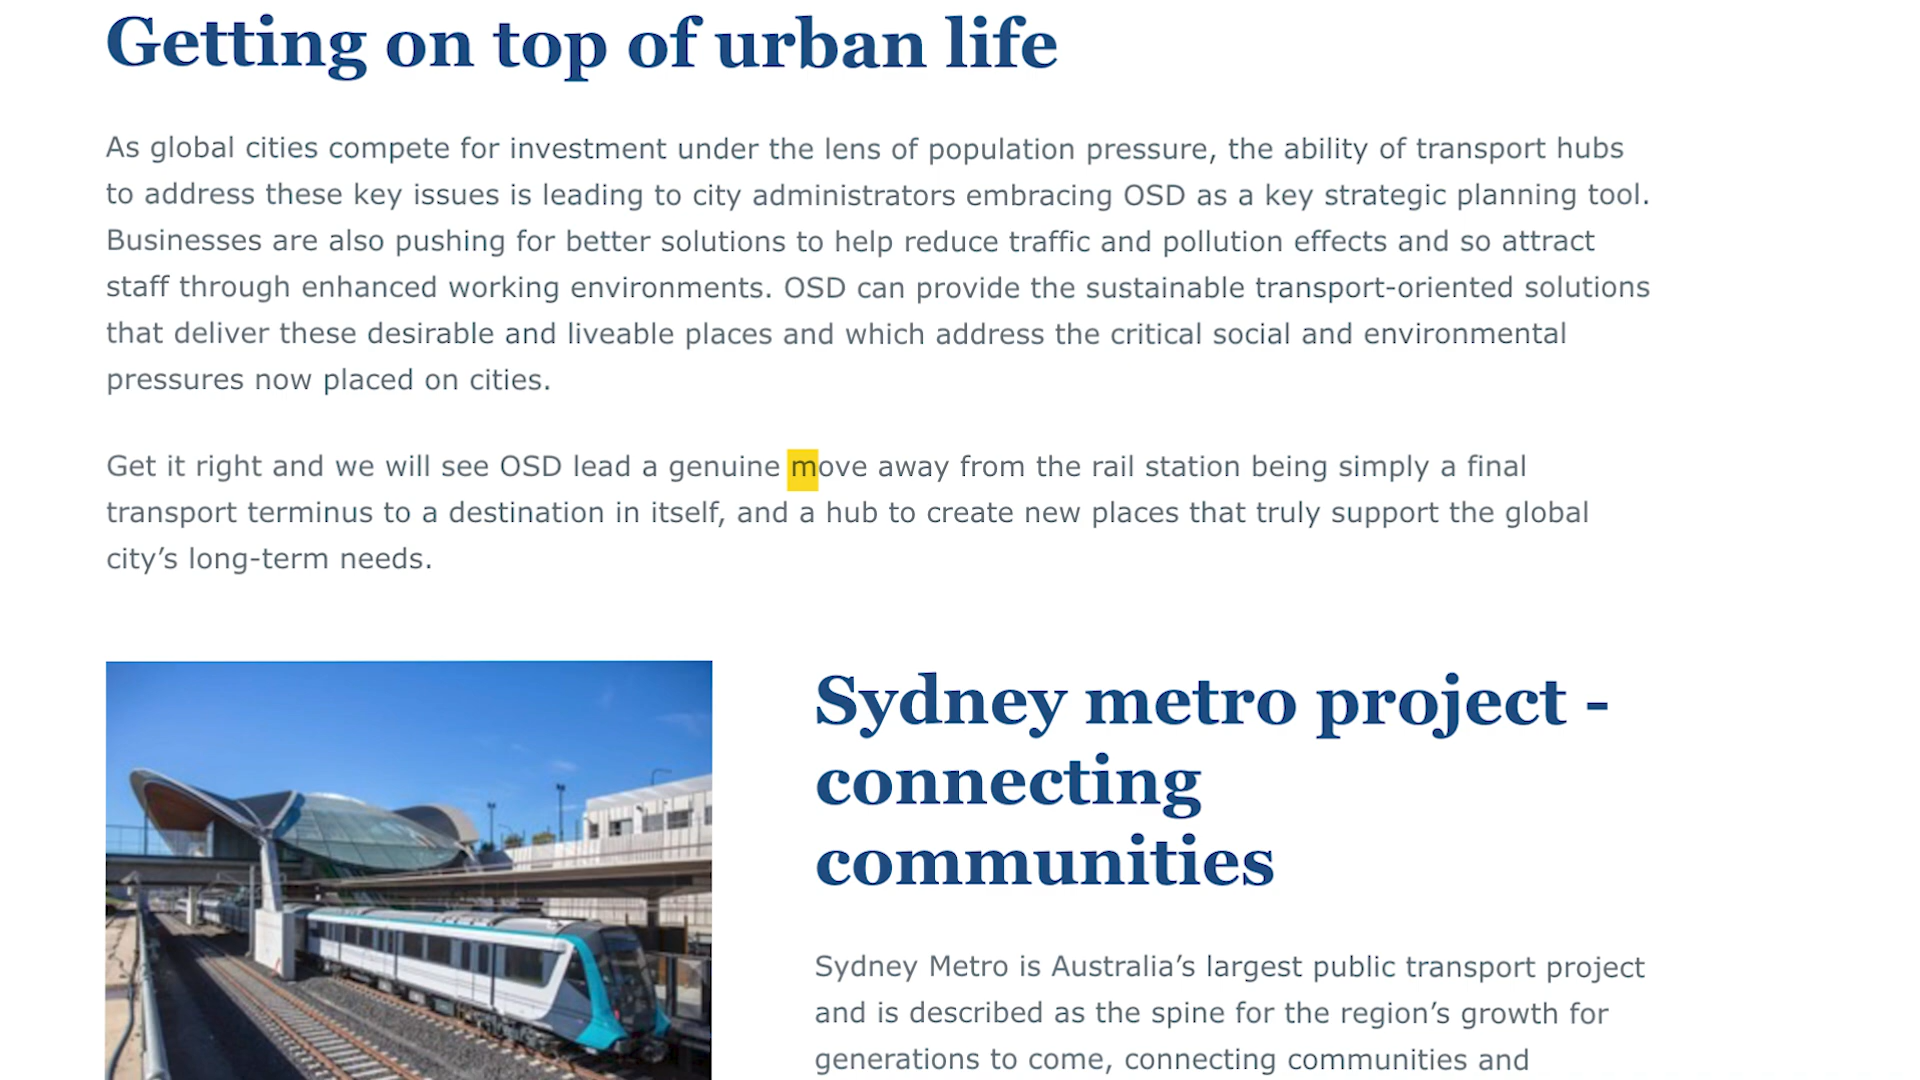 Getting on top of urban life
As global cities compete for investment under the lens of population pressure, the ability of transport hubs
to address these key issues is leading to city administrators embracing OSD as a key strategic planning tool.
Businesses are also pushing for better solutions to help reduce traffic and pollution effects and so attract
staff through enhanced working environments. OSD can provide the sustainable transport-oriented solutions
that deliver these desirable and liveable places and which address the critical social and environmental
pressures now placed on cities.
Get it right and we will see OSD lead a genuine move away from the rail station being simply a final
transport terminus to a destination in itself, and a hub to create new places that truly support the global
city’s long-term needs.
Sydney metro project -
connecting
communities
Sydney Metro is Australia’s largest public transport project
and is described as the spine for the region’s growth for
generations to come, connecting communities and